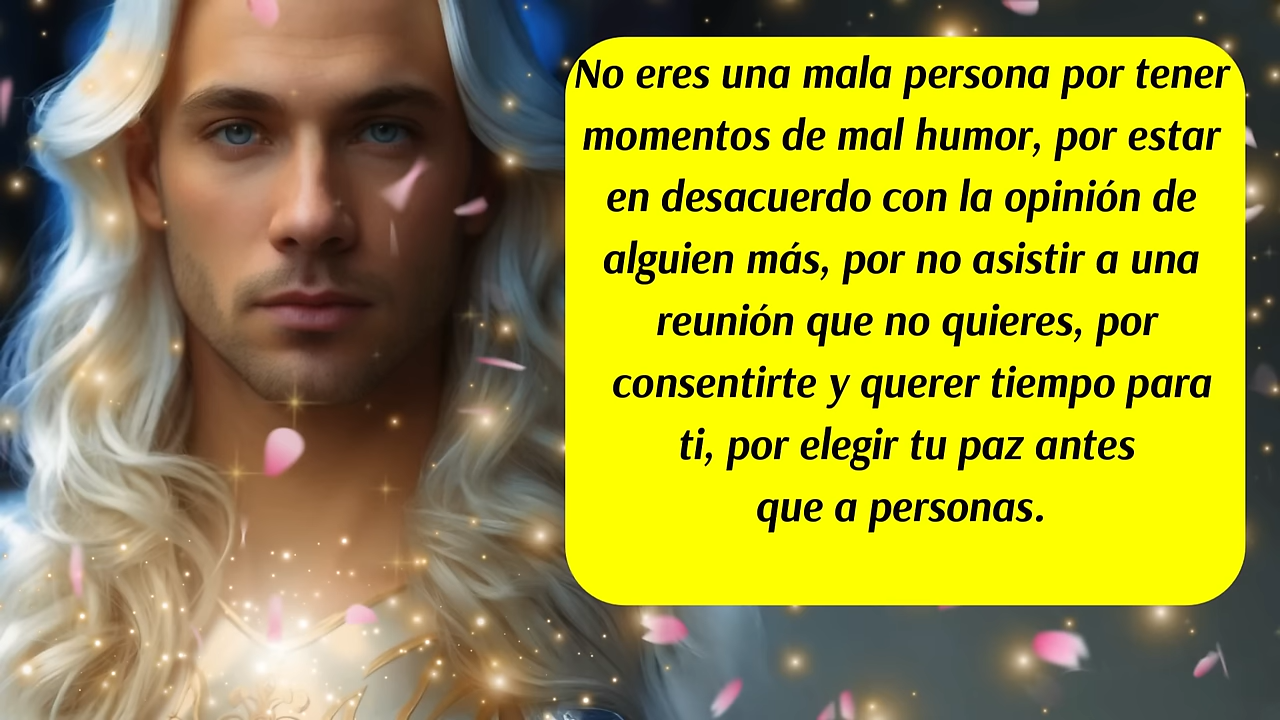 No eres una mala persona por tener
momentos de mal humor, por estar
en desacuerdo con la opinión de
alguien más, por no asistir a una
reunión que no quieres, por
consentirte y querer tiempo para
ti, por elegir tu paz antes
que a personas.